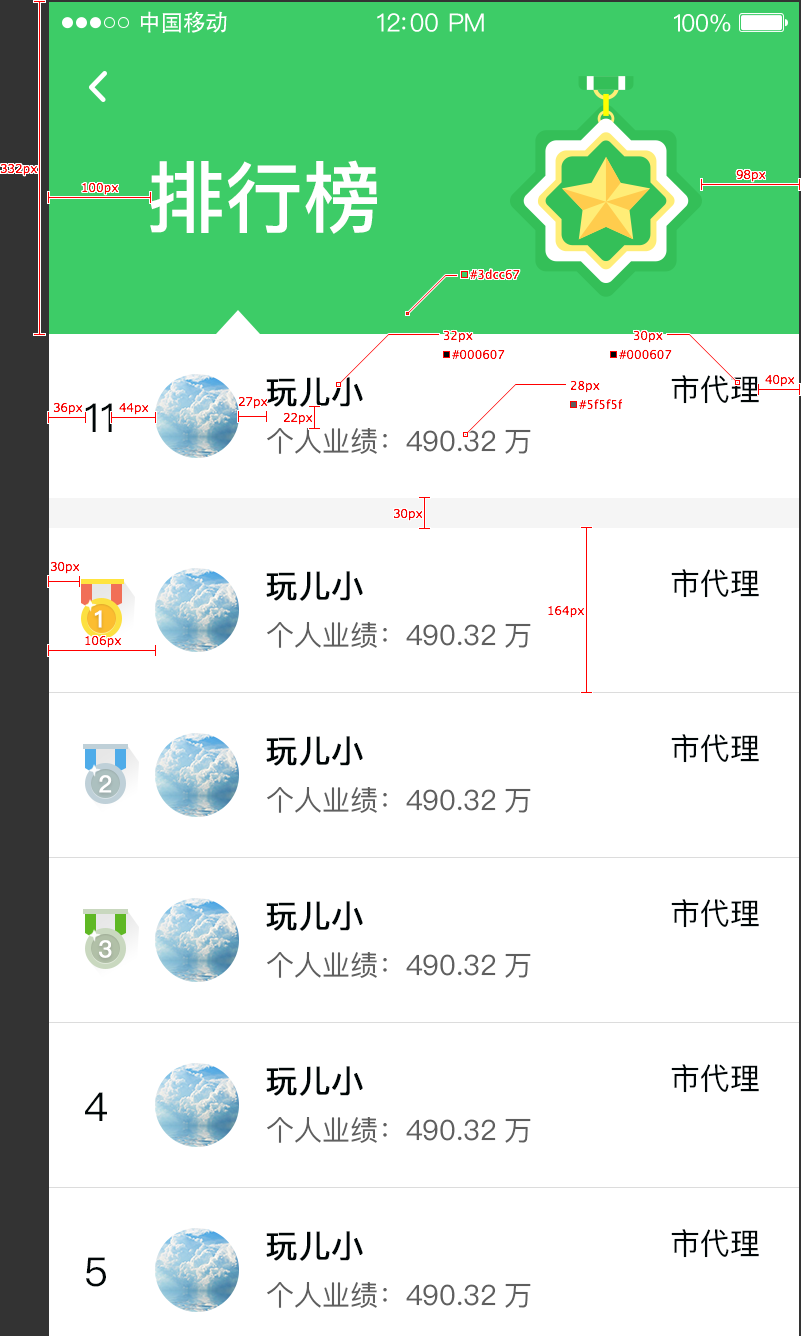 中国移动 12:00 PM 100%
332px
100px
98px
排行榜
#3dcc67
32px
30px
#000607
#000607
28px
40px
#5f5f5f
36px
11
44px
27px
22px
玩儿小
市代理
个人业绩：490.32 万
30px
30px
164px
106px
1
玩儿小
市代理
个人业绩：490.32 万
2
玩儿小
市代理
个人业绩：490.32 万
3
玩儿小
市代理
个人业绩：490.32 万
4
玩儿小
市代理
个人业绩：490.32 万
5
玩儿小
市代理
个人业绩：490.32 万